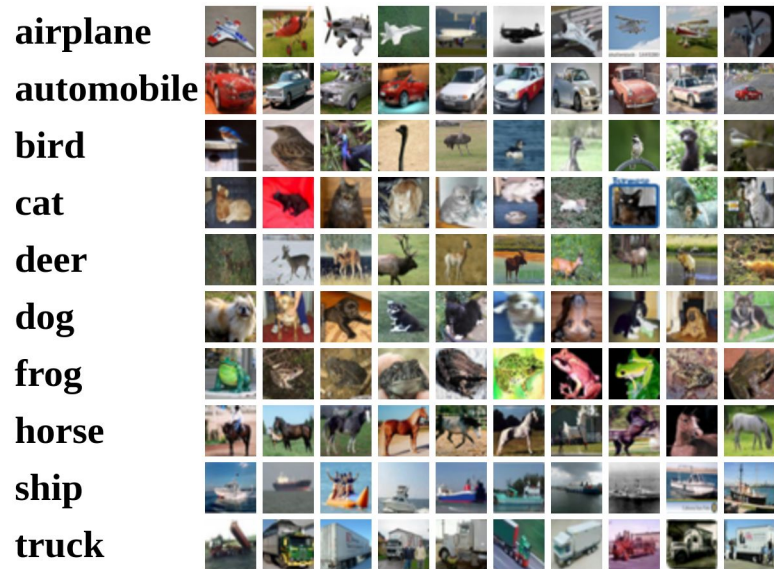 airplane
automobile
bird
cat
deer
dog
frog
horse
ship
truck